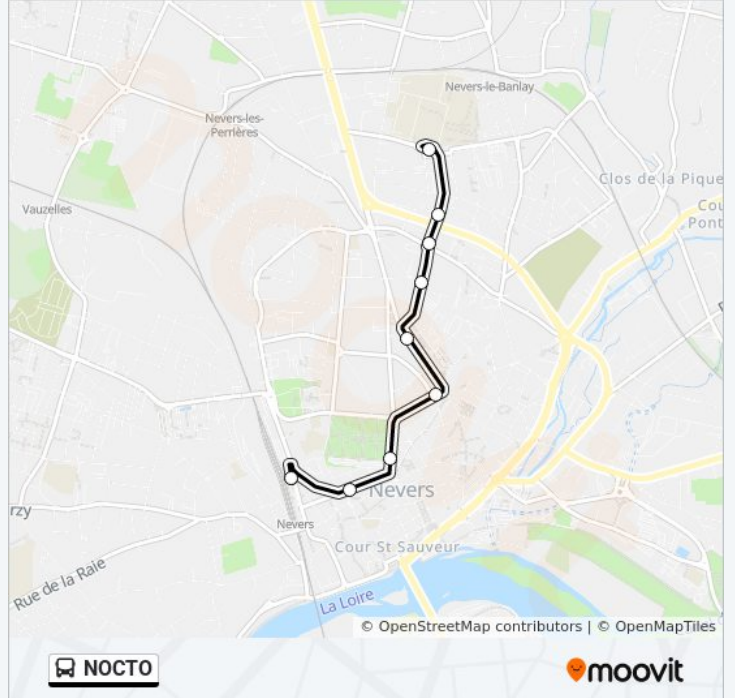 Nevers-le-Banlay
Nevers-les-
Perrières
Clos de la Pique
Vauzelles
Cou
Pont
Nevers
rzy
Nevers
Cour St Sauveur
Rue de la Raie
La Loire
© OpenStreetMap contributors | © OpenMapTiles
NOCTO
moovit